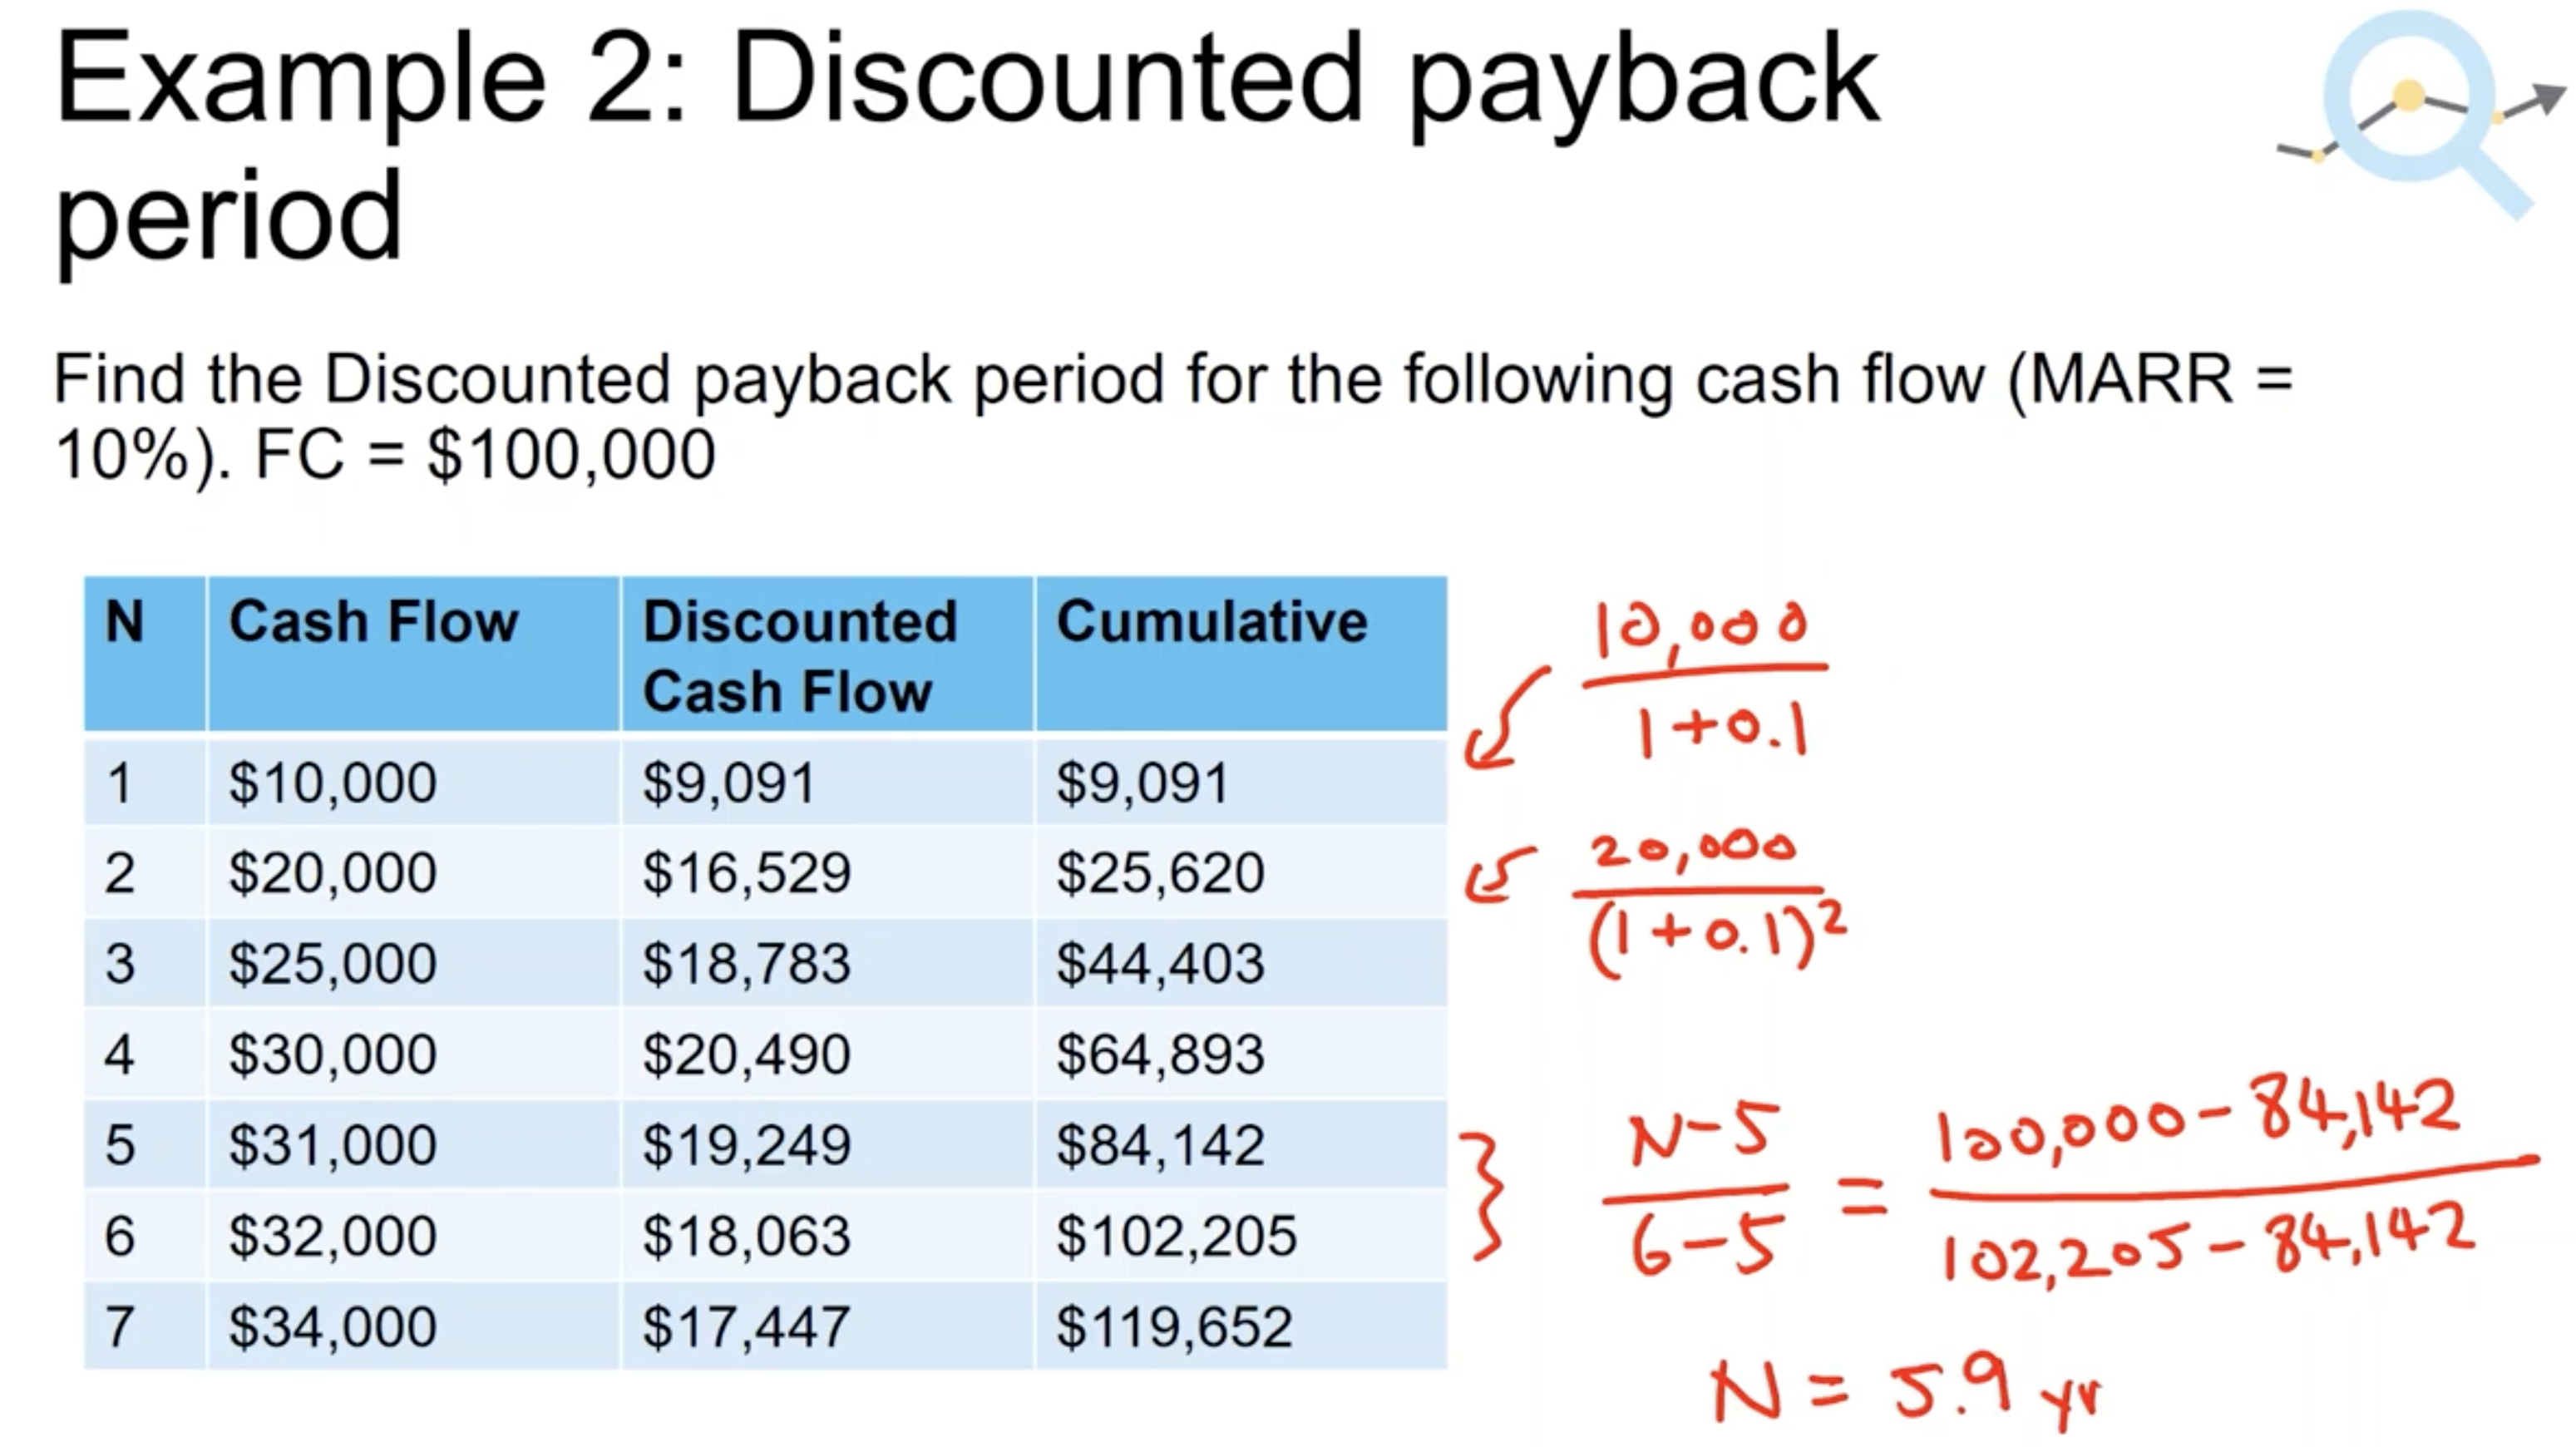 Example 2: Discounted payback
period
Find the Discounted payback period for the following cash flow (MARR =
10%). FC = $100,000
N Cash Flow Discounted Cash Flow Cumulative
1 $10,000 $9,091 $9,091
2 $20,000 $16,529 $25,620
3 $25,000 $18,783 $44,403
4 $30,000 $20,490 $64,893
5 $31,000 $19,249 $84,142
6 $32,000 $18,063 $102,205
7 $34,000 $17,447 $119,652
10,000
1+0.1
20,000
(1+0.1)²
N-5 = 100,000-84,142
6-5 102,205-84,142
N = 5.9 yr